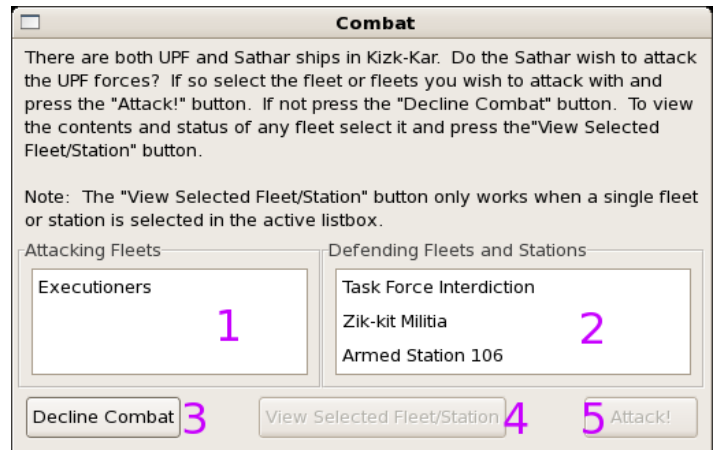 Combat
There are both UPF and Sathar ships in Kizk-Kar.  Do the Sathar wish to attack
the UPF forces?  If so select the fleet or fleets you wish to attack with and
press the "Attack!" button.  If not press the "Decline Combat" button.  To view
the contents and status of any fleet select it and press the"View Selected
Fleet/Station" button.
Note:  The "View Selected Fleet/Station" button only works when a single fleet
or station is selected in the active listbox.
Attacking Fleets
Defending Fleets and Stations
Executioners
1
Task Force Interdiction
Zik-kit Militia
Armed Station 106
2
Decline Combat 3
View Selected Fleet/Station 4
5 Attack!